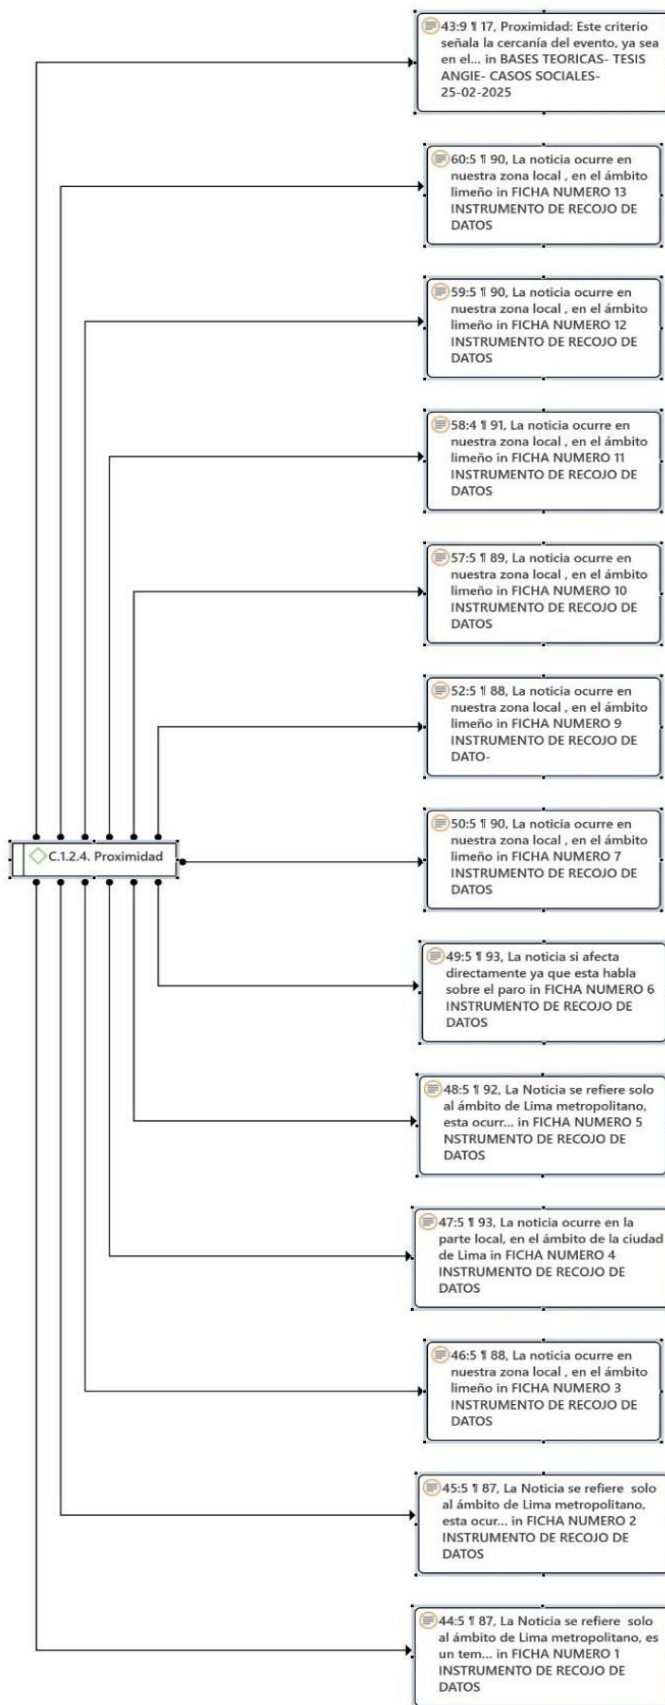 43:9 ¶ 17, Proximidad: Este criterio
señala la cercanía del evento, ya sea
en el... in BASES TEORICAS- TESIS
ANGIE- CASOS SOCIALES-
25-02-2025
60:5 ¶ 90, La noticia ocurre en
nuestra zona local , en el ámbito
limeño in FICHA NUMERO 13
INSTRUMENTO DE RECOJO DE
DATOS
59:5 ¶ 90, La noticia ocurre en
nuestra zona local , en el ámbito
limeño in FICHA NUMERO 12
INSTRUMENTO DE RECOJO DE
DATOS
58:4 ¶ 91, La noticia ocurre en
nuestra zona local , en el ámbito
limeño in FICHA NUMERO 11
INSTRUMENTO DE RECOJO DE
DATOS
57:5 ¶ 89, La noticia ocurre en
nuestra zona local , en el ámbito
limeño in FICHA NUMERO 10
INSTRUMENTO DE RECOJO DE
DATOS
52:5 ¶ 88, La noticia ocurre en
nuestra zona local , en el ámbito
limeño in FICHA NUMERO 9
INSTRUMENTO DE RECOJO DE
DATO-
C.1.2.4. Proximidad
50:5 ¶ 90, La noticia ocurre en
nuestra zona local , en el ámbito
limeño in FICHA NUMERO 7
INSTRUMENTO DE RECOJO DE
DATOS
49:5 ¶ 93, La noticia si afecta
directamente ya que esta habla
sobre el paro in FICHA NUMERO 6
INSTRUMENTO DE RECOJO DE
DATOS
48:5 ¶ 92, La Noticia se refiere solo
al ámbito de Lima metropolitano,
esta ocurr... in FICHA NUMERO 5
NSTRUMENTO DE RECOJO DE
DATOS
47:5 ¶ 93, La noticia ocurre en la
parte local, en el ámbito de la ciudad
de Lima in FICHA NUMERO 4
INSTRUMENTO DE RECOJO DE
DATOS
46:5 ¶ 88, La noticia ocurre en
nuestra zona local , en el ámbito
limeño in FICHA NUMERO 3
INSTRUMENTO DE RECOJO DE
DATOS
45:5 ¶ 87, La Noticia se refiere  solo
al ámbito de Lima metropolitano,
esta ocur... in FICHA NUMERO 2
INSTRUMENTO DE RECOJO DE
DATOS
44:5 ¶ 87, La Noticia se refiere  solo
al ámbito de Lima metropolitano, es
un tem... in FICHA NUMERO 1
INSTRUMENTO DE RECOJO DE
DATOS